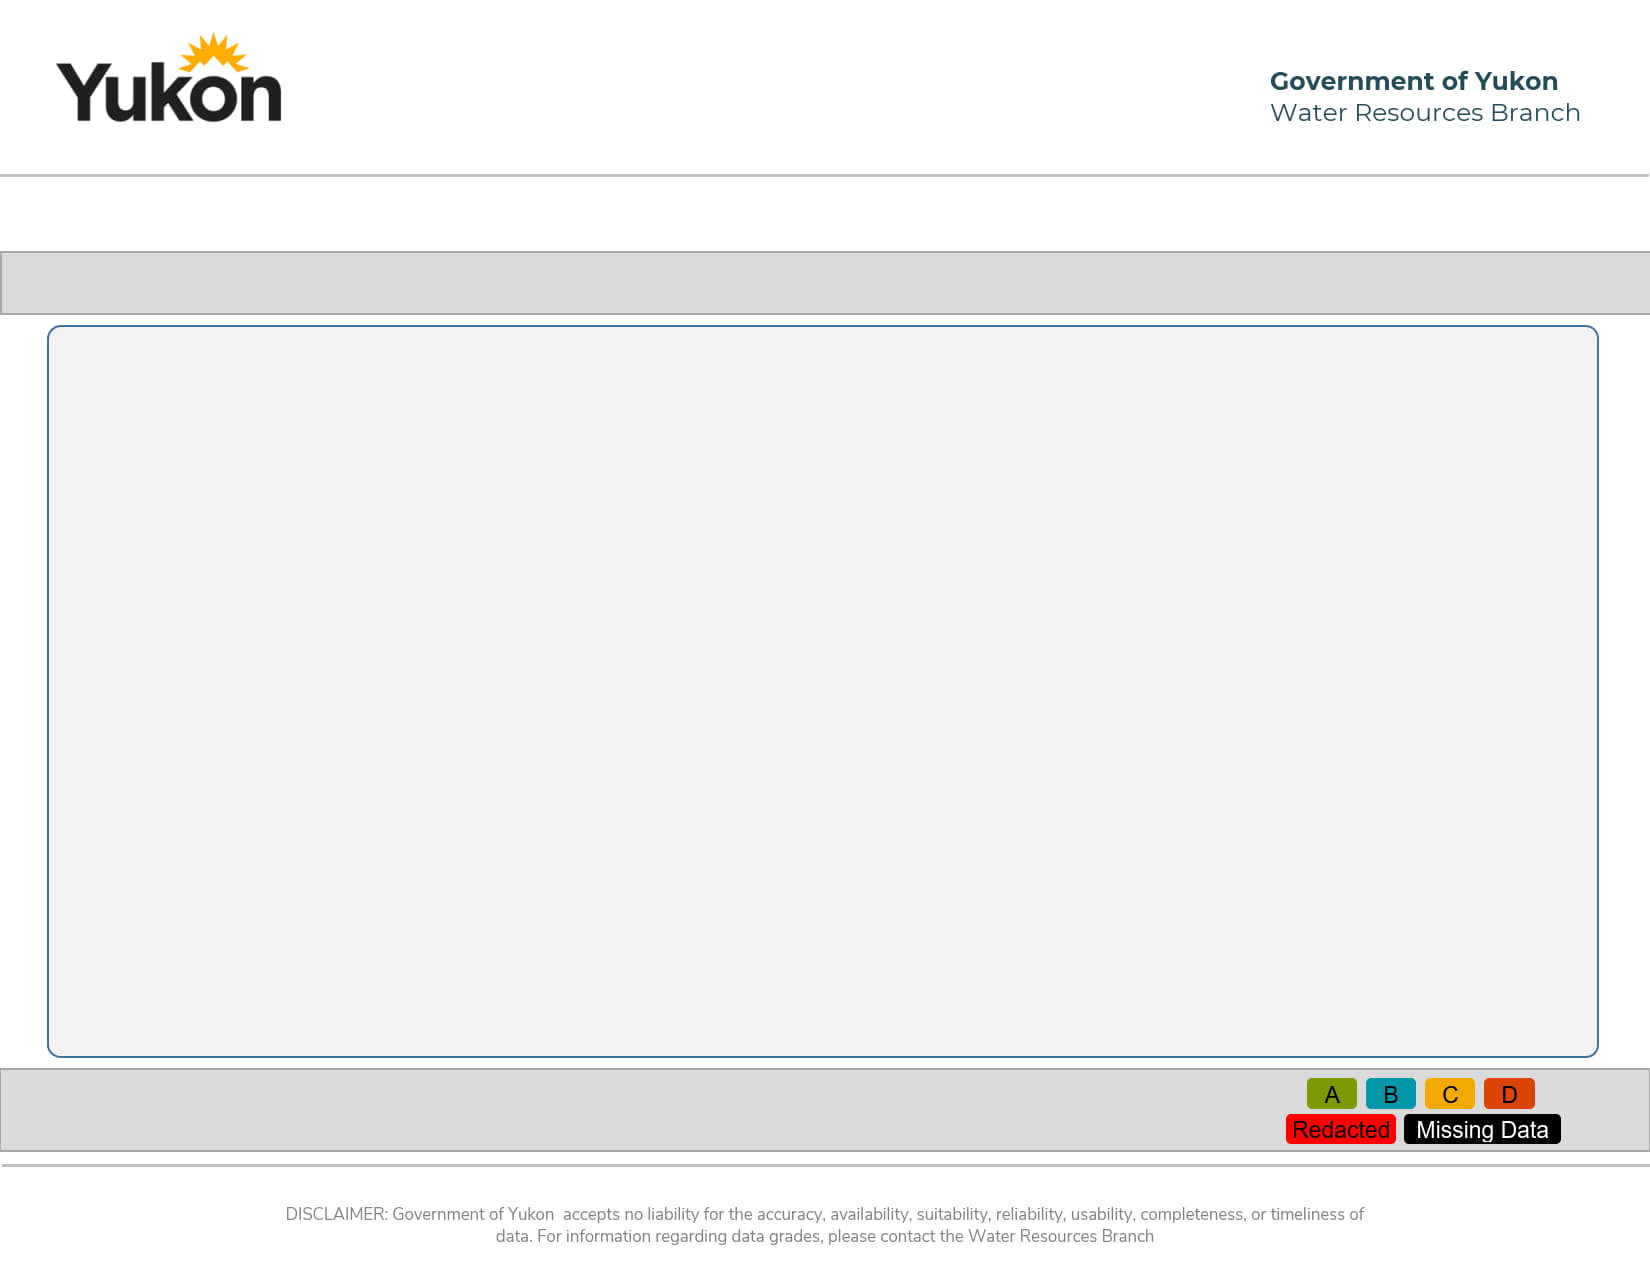 Yukon
Government of Yukon
Water Resources Branch
A B C D
Redacted Missing Data
DISCLAIMER: Government of Yukon  accepts no liability for the accuracy, availability, suitability, reliability, usability, completeness, or timeliness of
data. For information regarding data grades, please contact the Water Resources Branch